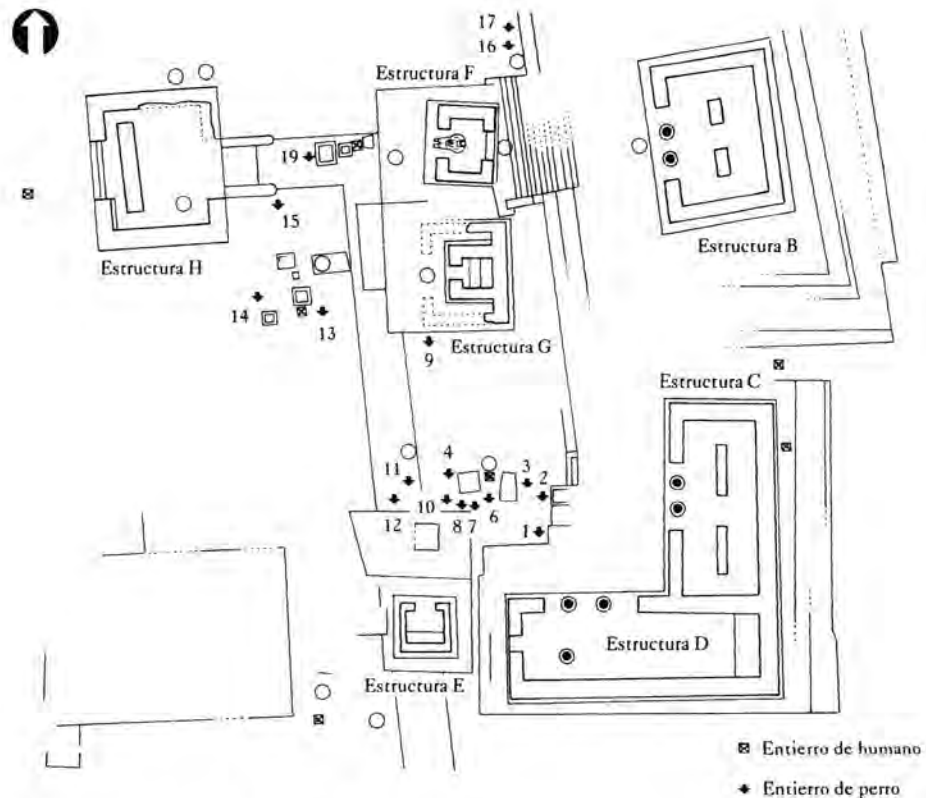 17
16
Estructura F
19
15
Estructura H
Estructura B
14
13
Estructura G
9
Estructura C
11
4
3
2
12
10
8
7
6
1
Estructura D
Estructura E
Entierro de humano
Entierro de perro